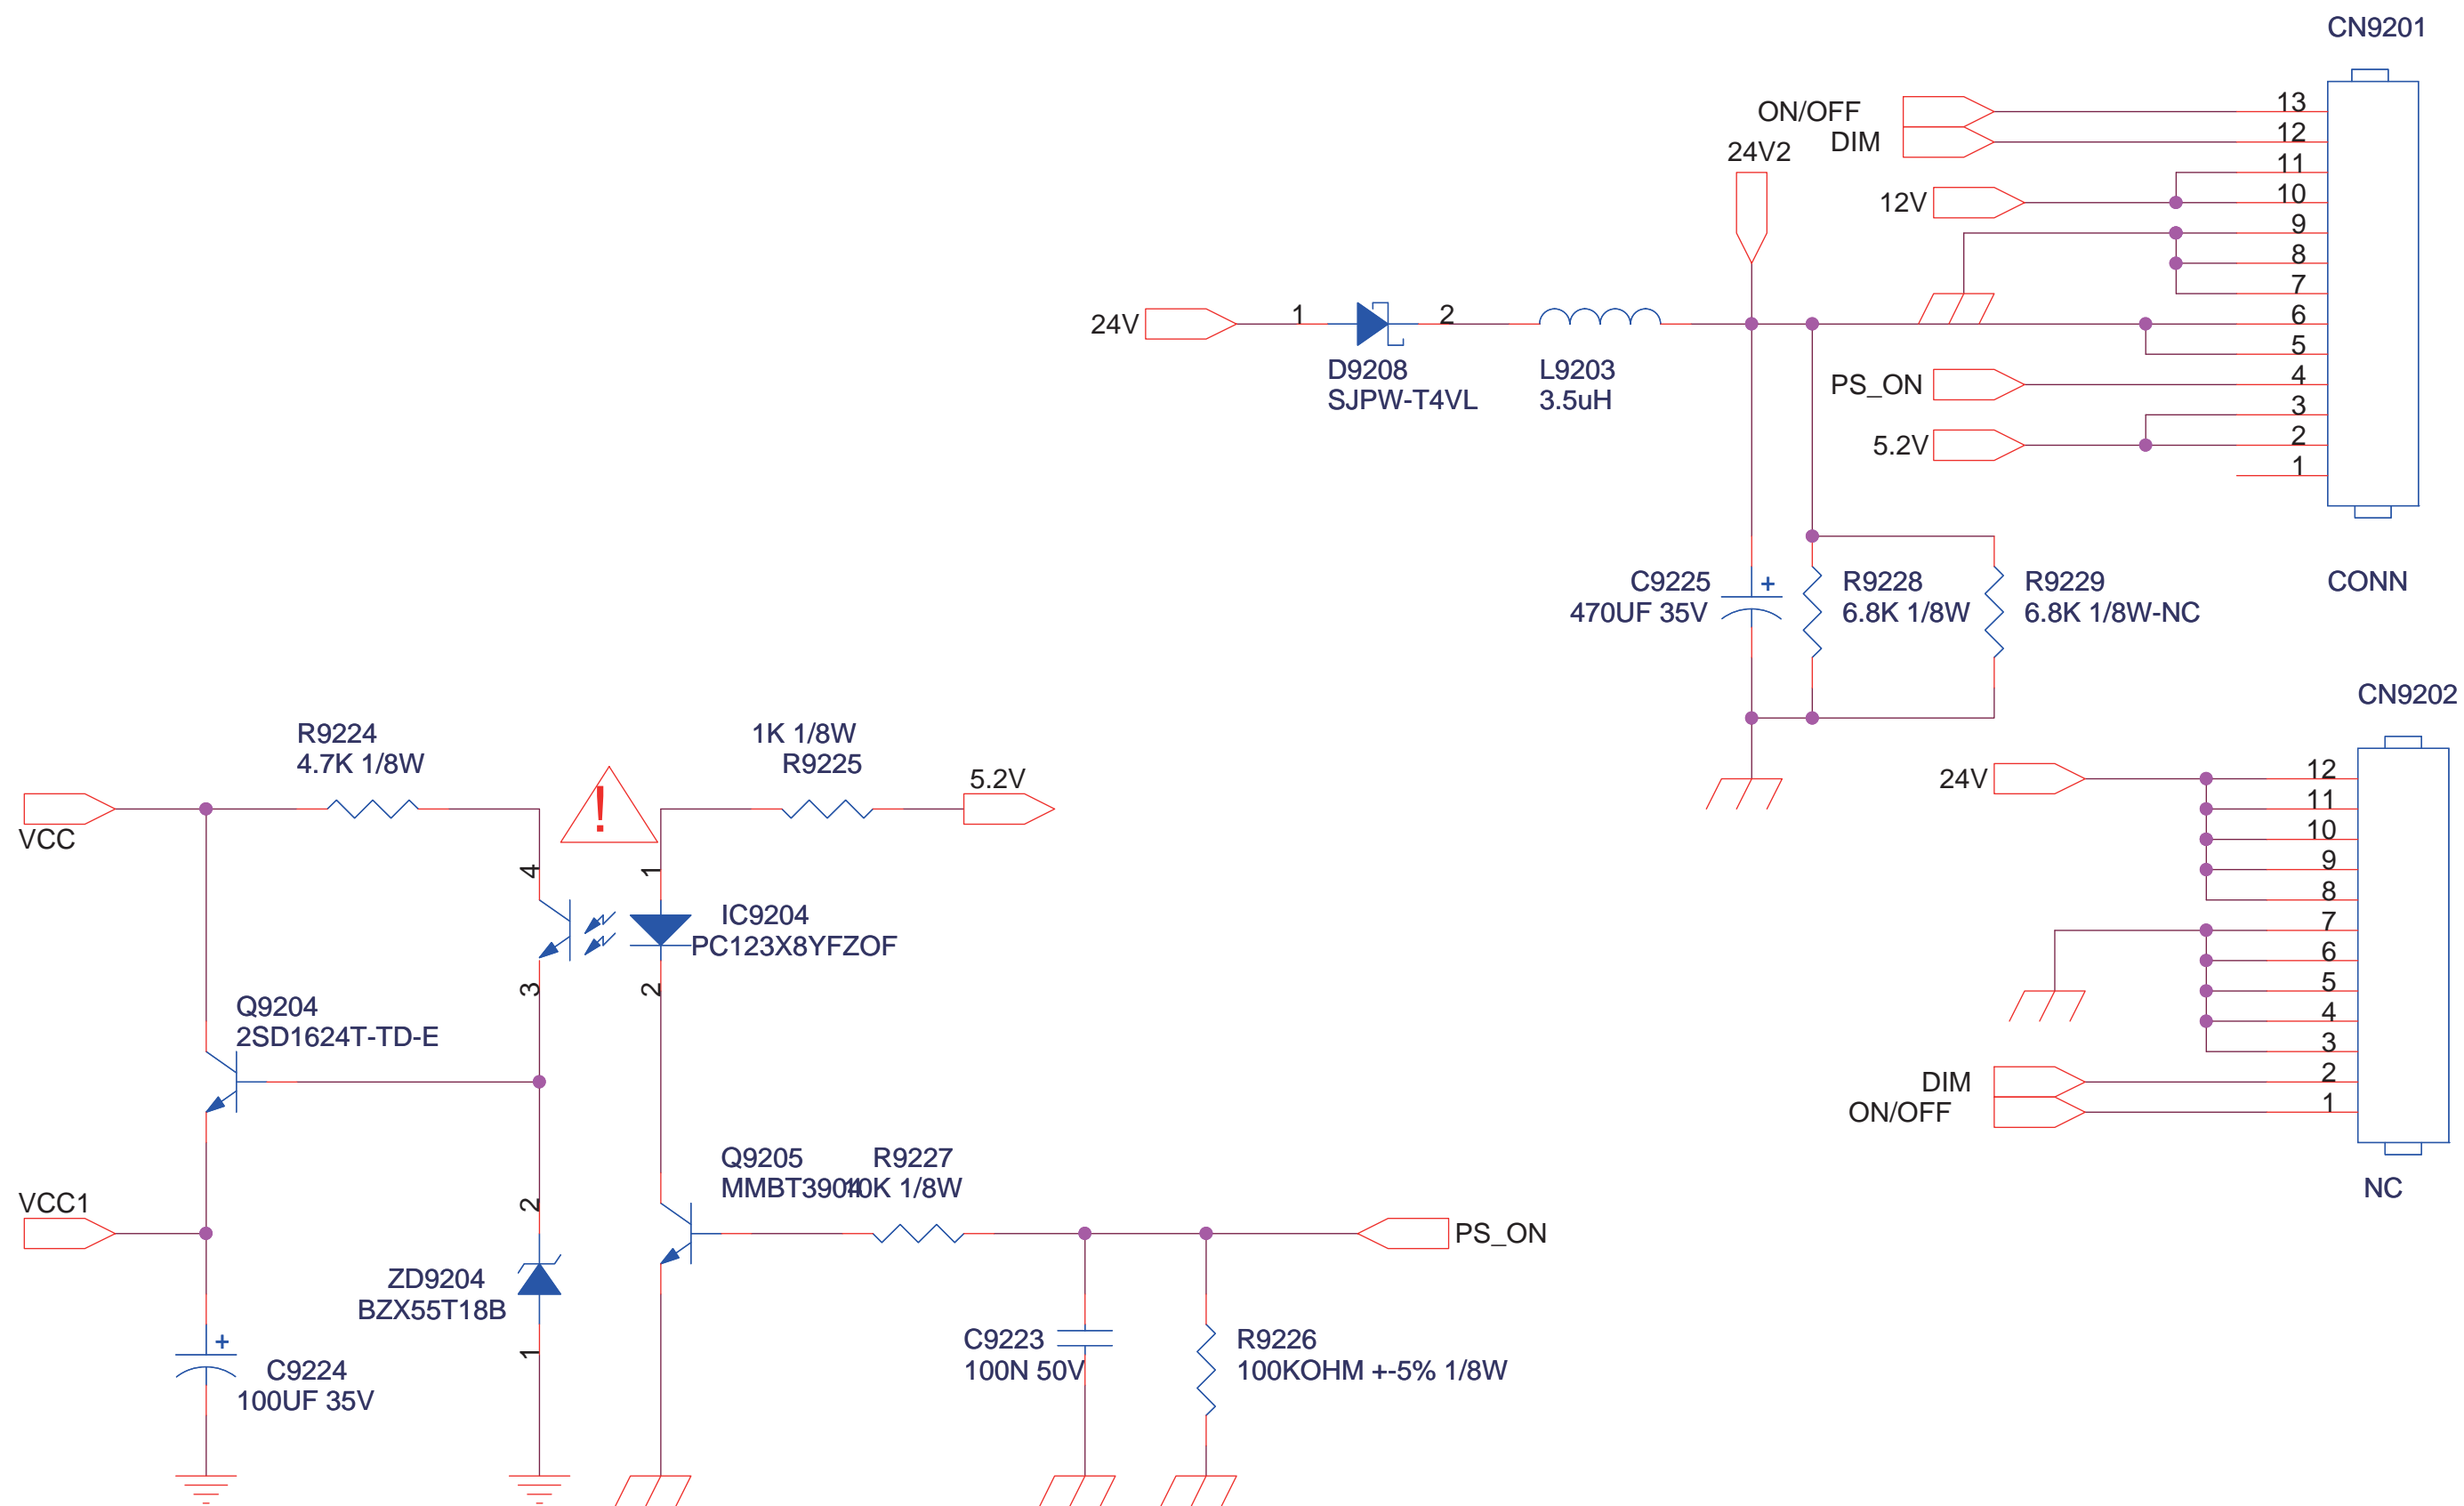 CN9201
ON/OFF
DIM
24V2
12V
13
12
11
10
9
8
7
6
5
4
3
2
1
24V
1
2
D9208
SJPW-T4VL
L9203
3.5uH
PS_ON
5.2V
C9225
470UF 35V
+
R9228
6.8K 1/8W
R9229
6.8K 1/8W-NC
CONN
CN9202
24V
12
11
10
9
8
7
6
5
4
3
2
1
DIM
ON/OFF
NC
R9224
4.7K 1/8W
1K 1/8W
R9225
5.2V
VCC
!
4
1
IC9204
PC123X8YFZOF
3
2
Q9204
2SD1624T-TD-E
Q9205
MMBT3904
R9227
10K 1/8W
VCC1
2
PS_ON
ZD9204
BZX55T18B
1
+
C9224
100UF 35V
C9223
100N 50V
R9226
100KOHM +-5% 1/8W